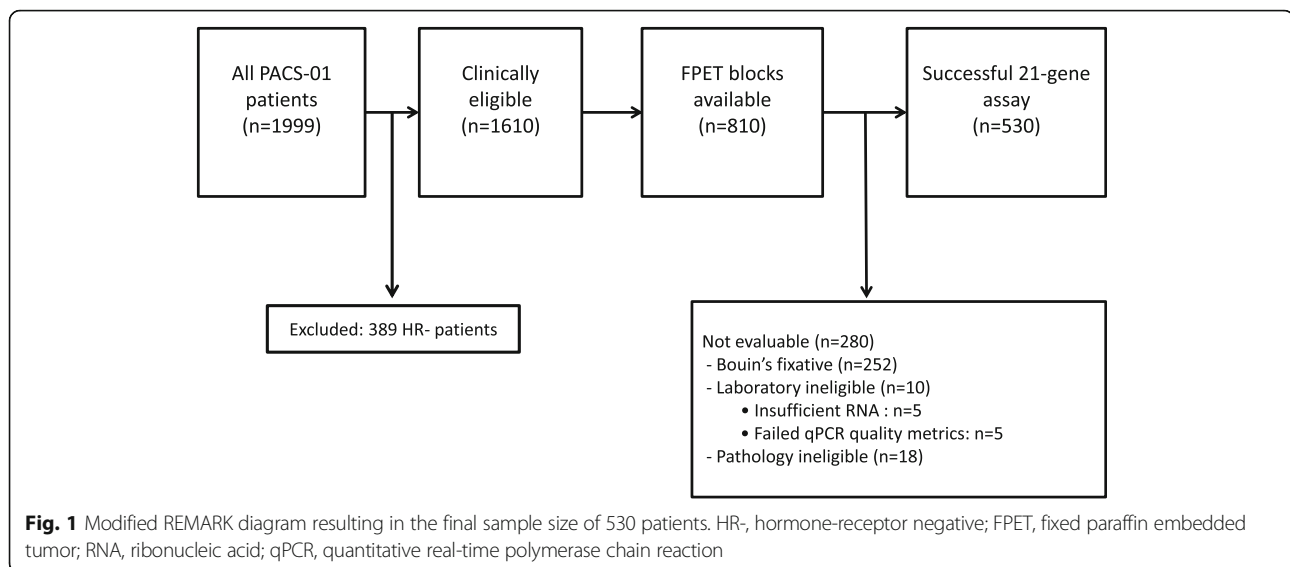 All PACS-01
patients
(n=1999)
Clinically
eligible
(n=1610)
FPET blocks
available
(n=810)
Successful 21-gene
assay
(n=530)
Excluded: 389 HR- patients
Not evaluable (n=280)
- Bouin’s fixative (n=252)
- Laboratory ineligible (n=10)
• Insufficient RNA : n=5
• Failed qPCR quality metrics: n=5
- Pathology ineligible (n=18)
Fig. 1 Modified REMARK diagram resulting in the final sample size of 530 patients. HR-, hormone-receptor negative; FPET, fixed paraffin embedded
tumor; RNA, ribonucleic acid; qPCR, quantitative real-time polymerase chain reaction